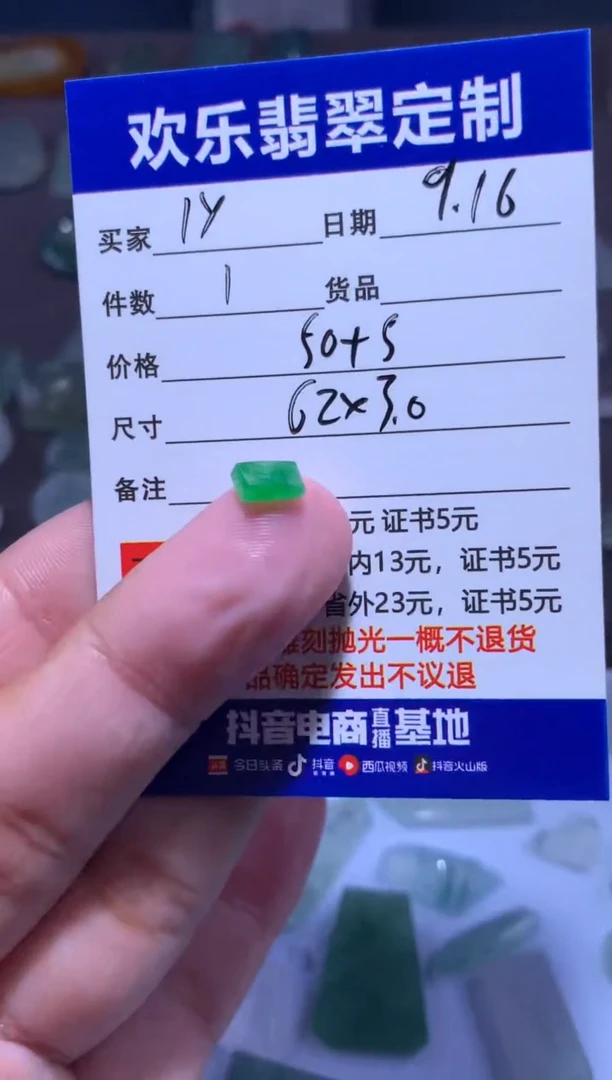 欢乐翡翠定制
买家 1Y 日期 9.16
件数 1 货品
价格 50+5
尺寸 62×3.0
备注
元 证书5元
内13元，证书5元
省外23元，证书5元
雕刻抛光一概不退货
品确定发出不议退
抖音电商直播基地
今日头条 抖音 西瓜视频 抖音火山版